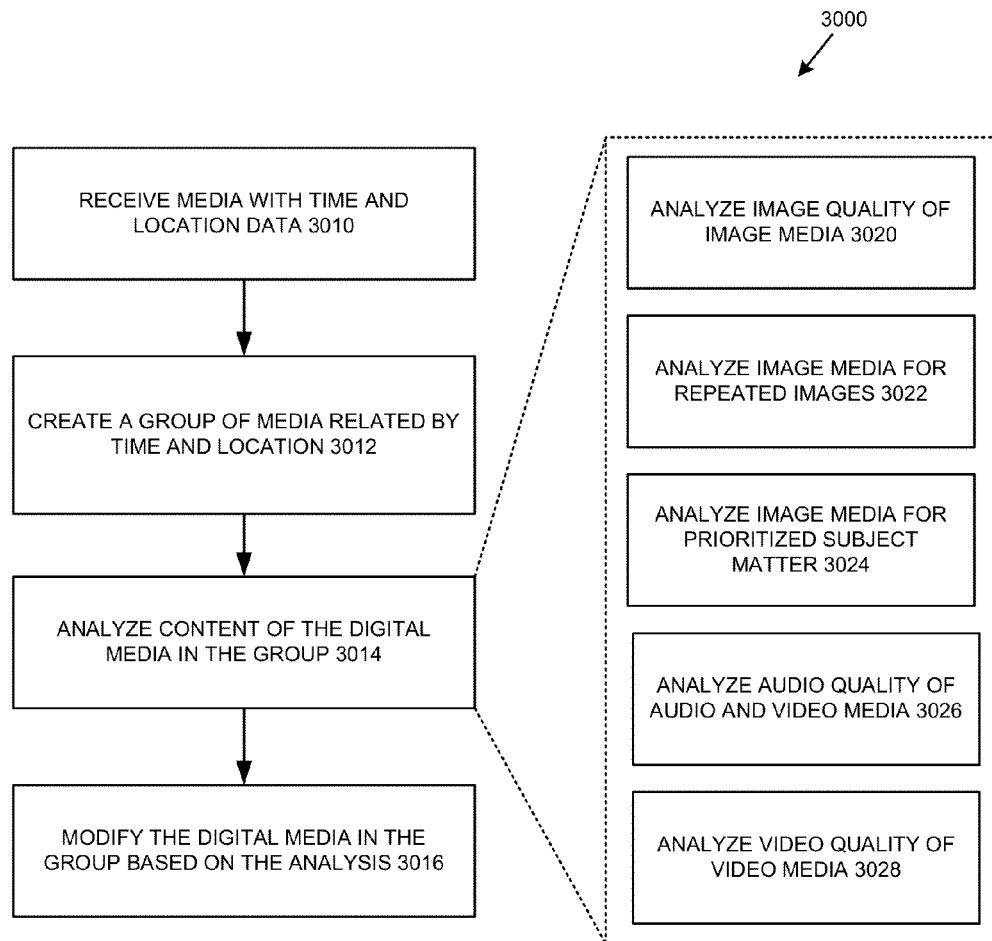 3000
RECEIVE MEDIA WITH TIME AND
LOCATION DATA 3010
CREATE A GROUP OF MEDIA RELATED BY
TIME AND LOCATION 3012
ANALYZE CONTENT OF THE DIGITAL
MEDIA IN THE GROUP 3014
MODIFY THE DIGITAL MEDIA IN THE
GROUP BASED ON THE ANALYSIS 3016
ANALYZE IMAGE QUALITY OF
IMAGE MEDIA 3020
ANALYZE IMAGE MEDIA FOR
REPEATED IMAGES 3022
ANALYZE IMAGE MEDIA FOR
PRIORITIZED SUBJECT
MATTER 3024
ANALYZE AUDIO QUALITY OF
AUDIO AND VIDEO MEDIA 3026
ANALYZE VIDEO QUALITY OF
VIDEO MEDIA 3028